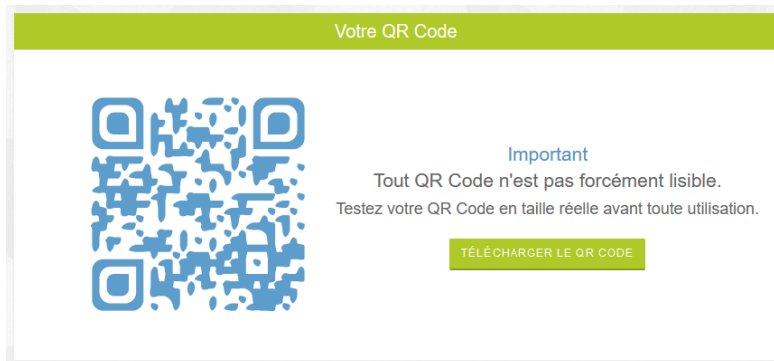 Votre QR Code
Important
Tout QR Code n'est pas forcément lisible.
Testez votre QR Code en taille réelle avant toute utilisation.
TÉLÉCHARGER LE QR CODE